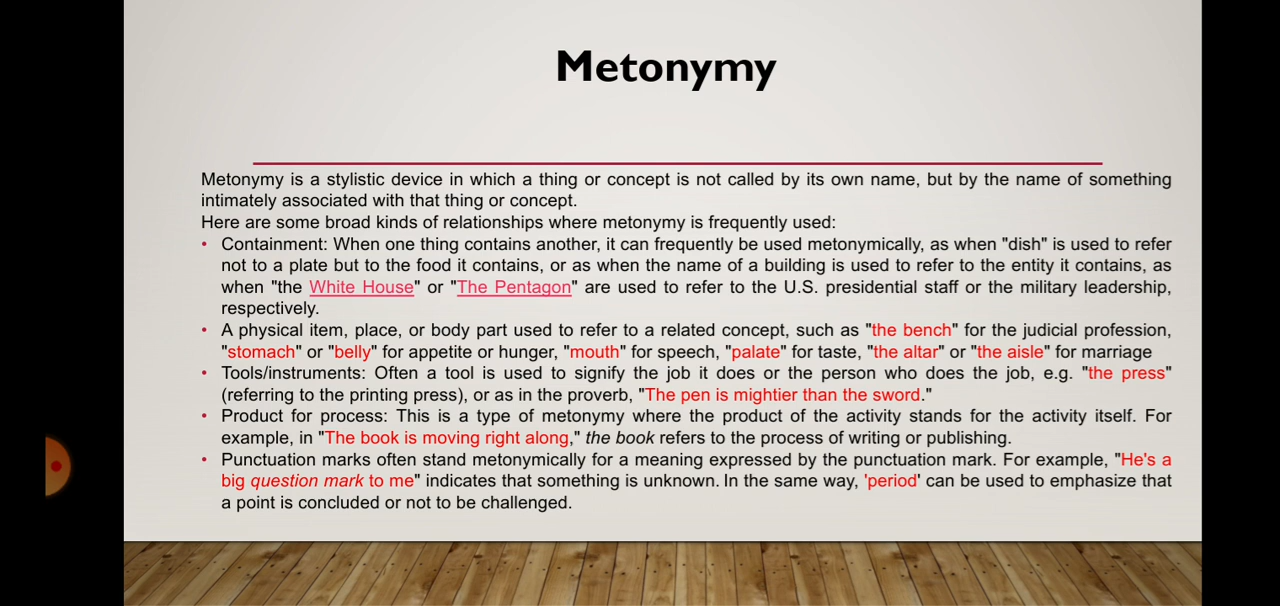 Metonymy
Metonymy is a stylistic device in which a thing or concept is not called by its own name, but by the name of something
intimately associated with that thing or concept.
Here are some broad kinds of relationships where metonymy is frequently used:
• Containment: When one thing contains another, it can frequently be used metonymically, as when "dish" is used to refer
not to a plate but to the food it contains, or as when the name of a building is used to refer to the entity it contains, as
when "the White House" or "The Pentagon" are used to refer to the U.S. presidential staff or the military leadership,
respectively.
• A physical item, place, or body part used to refer to a related concept, such as "the bench" for the judicial profession,
"stomach" or "belly" for appetite or hunger, "mouth" for speech, "palate" for taste, "the altar" or "the aisle" for marriage
• Tools/instruments: Often a tool is used to signify the job it does or the person who does the job, e.g. "the press"
(referring to the printing press), or as in the proverb, "The pen is mightier than the sword."
• Product for process: This is a type of metonymy where the product of the activity stands for the activity itself. For
example, in "The book is moving right along," the book refers to the process of writing or publishing.
• Punctuation marks often stand metonymically for a meaning expressed by the punctuation mark. For example, "He's a
big question mark to me" indicates that something is unknown. In the same way, 'period' can be used to emphasize that
a point is concluded or not to be challenged.